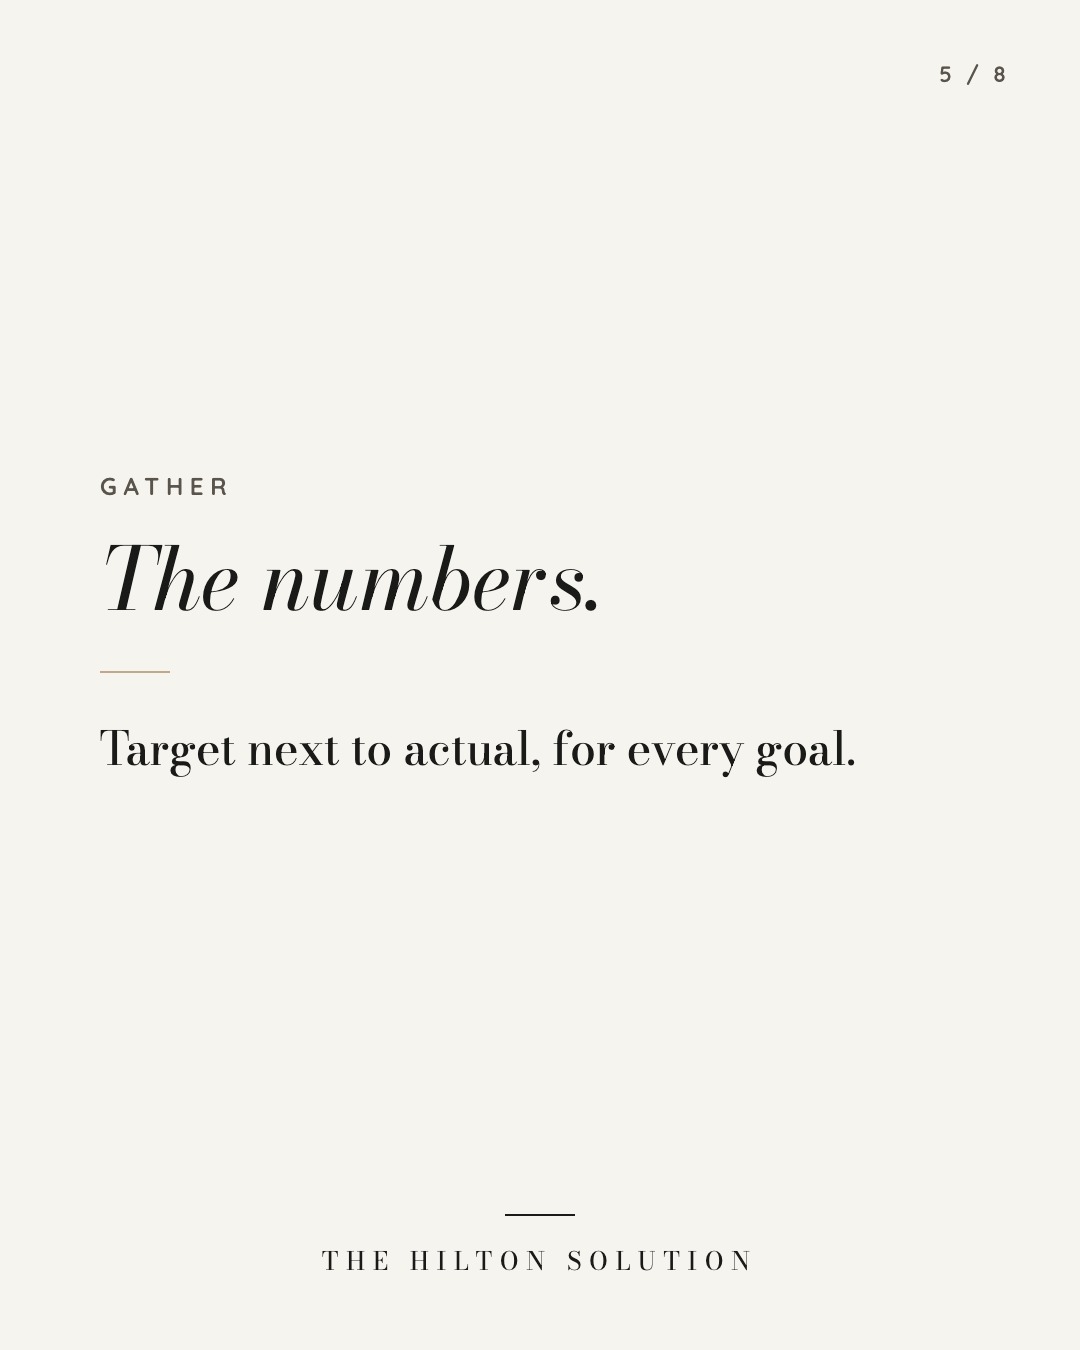 5 / 8
GATHER
The numbers.
Target next to actual, for every goal.
THE HILTON SOLUTION